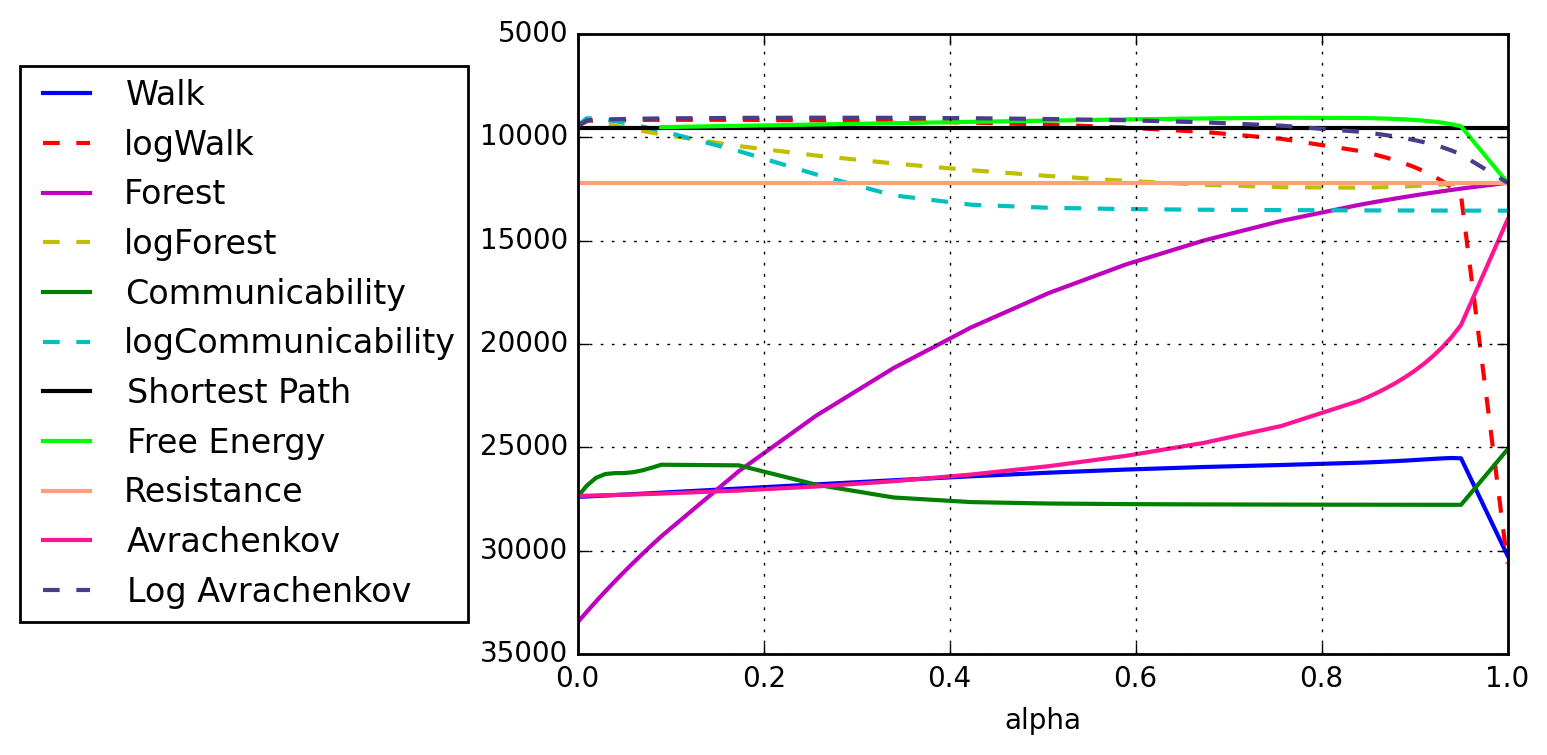 Walk
logWalk
Forest
logForest
Communicability
logCommunicability
Shortest Path
Free Energy
Resistance
Avrachenkov
Log Avrachenkov
5000
10000
15000
20000
25000
30000
35000
0.0 0.2 0.4 0.6 0.8 1.0
alpha